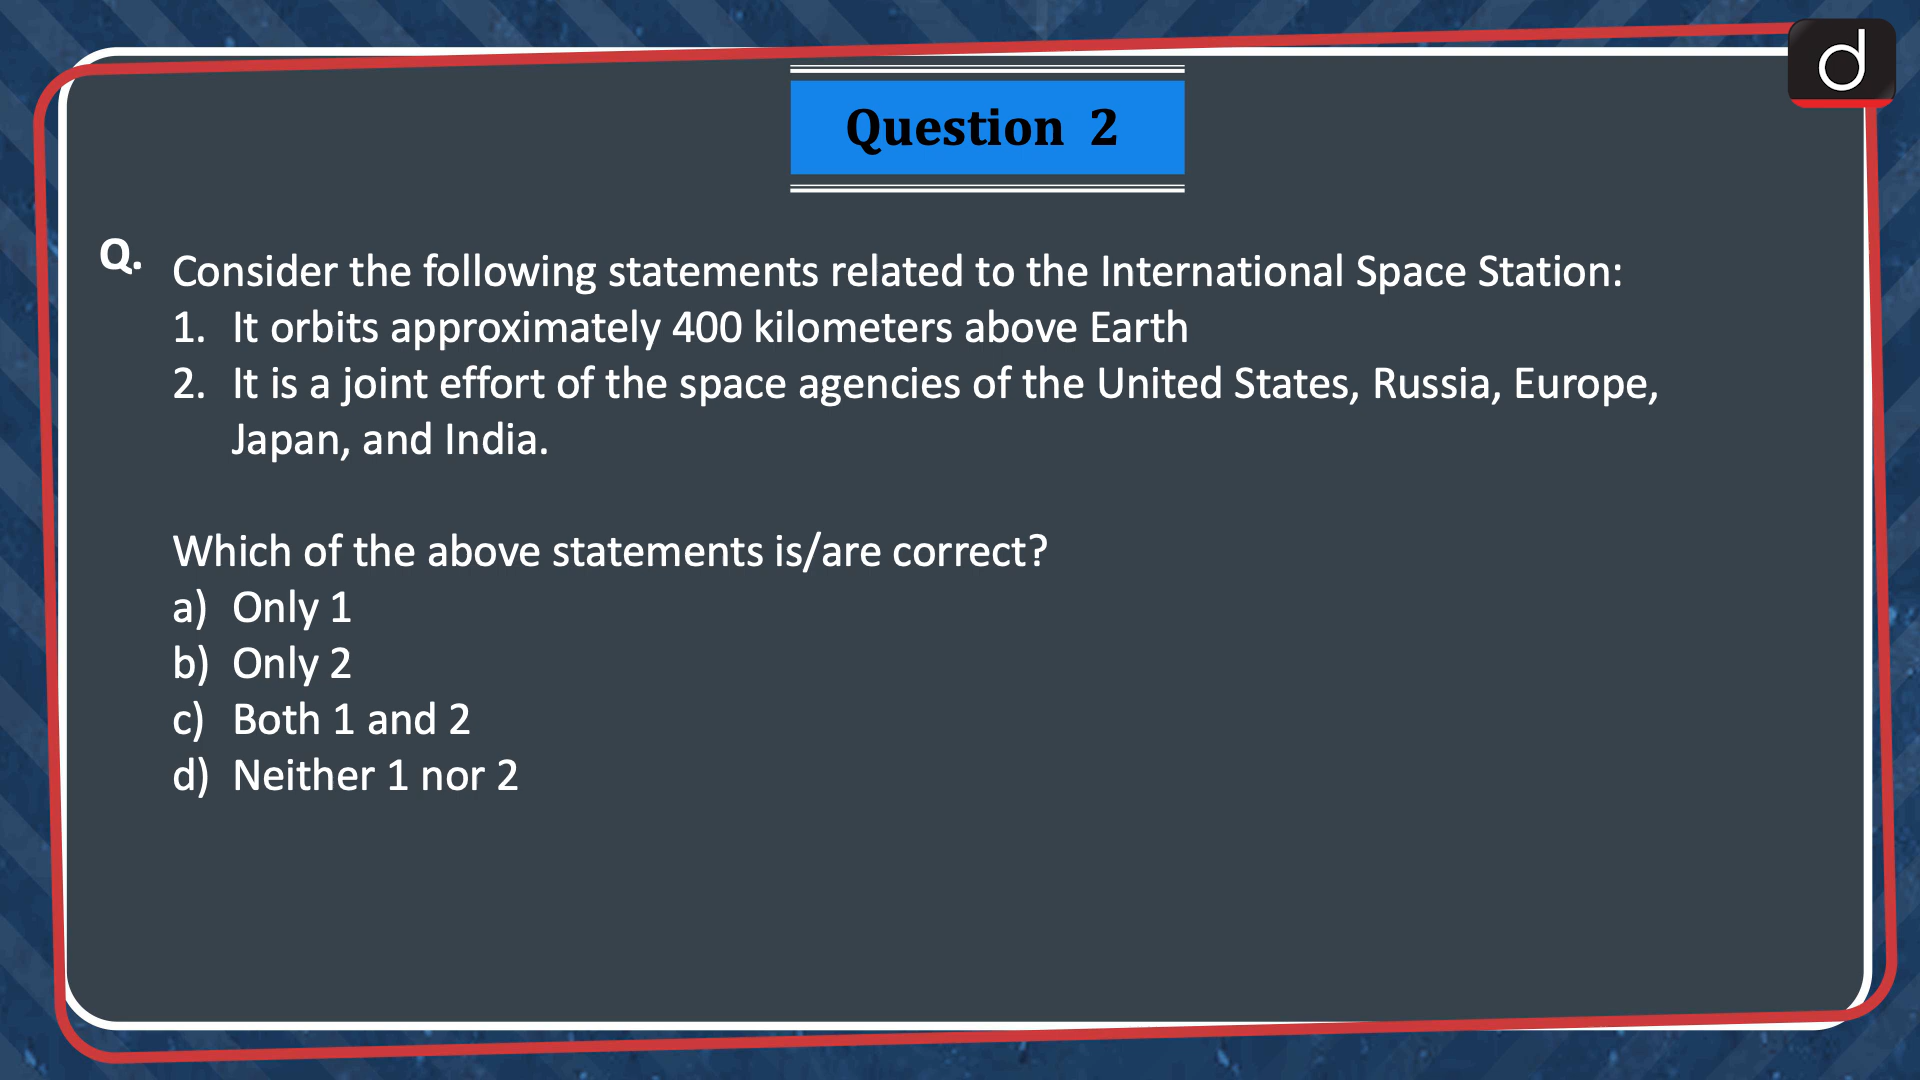 Question 2
Q. Consider the following statements related to the International Space Station:
1. It orbits approximately 400 kilometers above Earth
2. It is a joint effort of the space agencies of the United States, Russia, Europe,
Japan, and India.
Which of the above statements is/are correct?
a) Only 1
b) Only 2
c) Both 1 and 2
d) Neither 1 nor 2